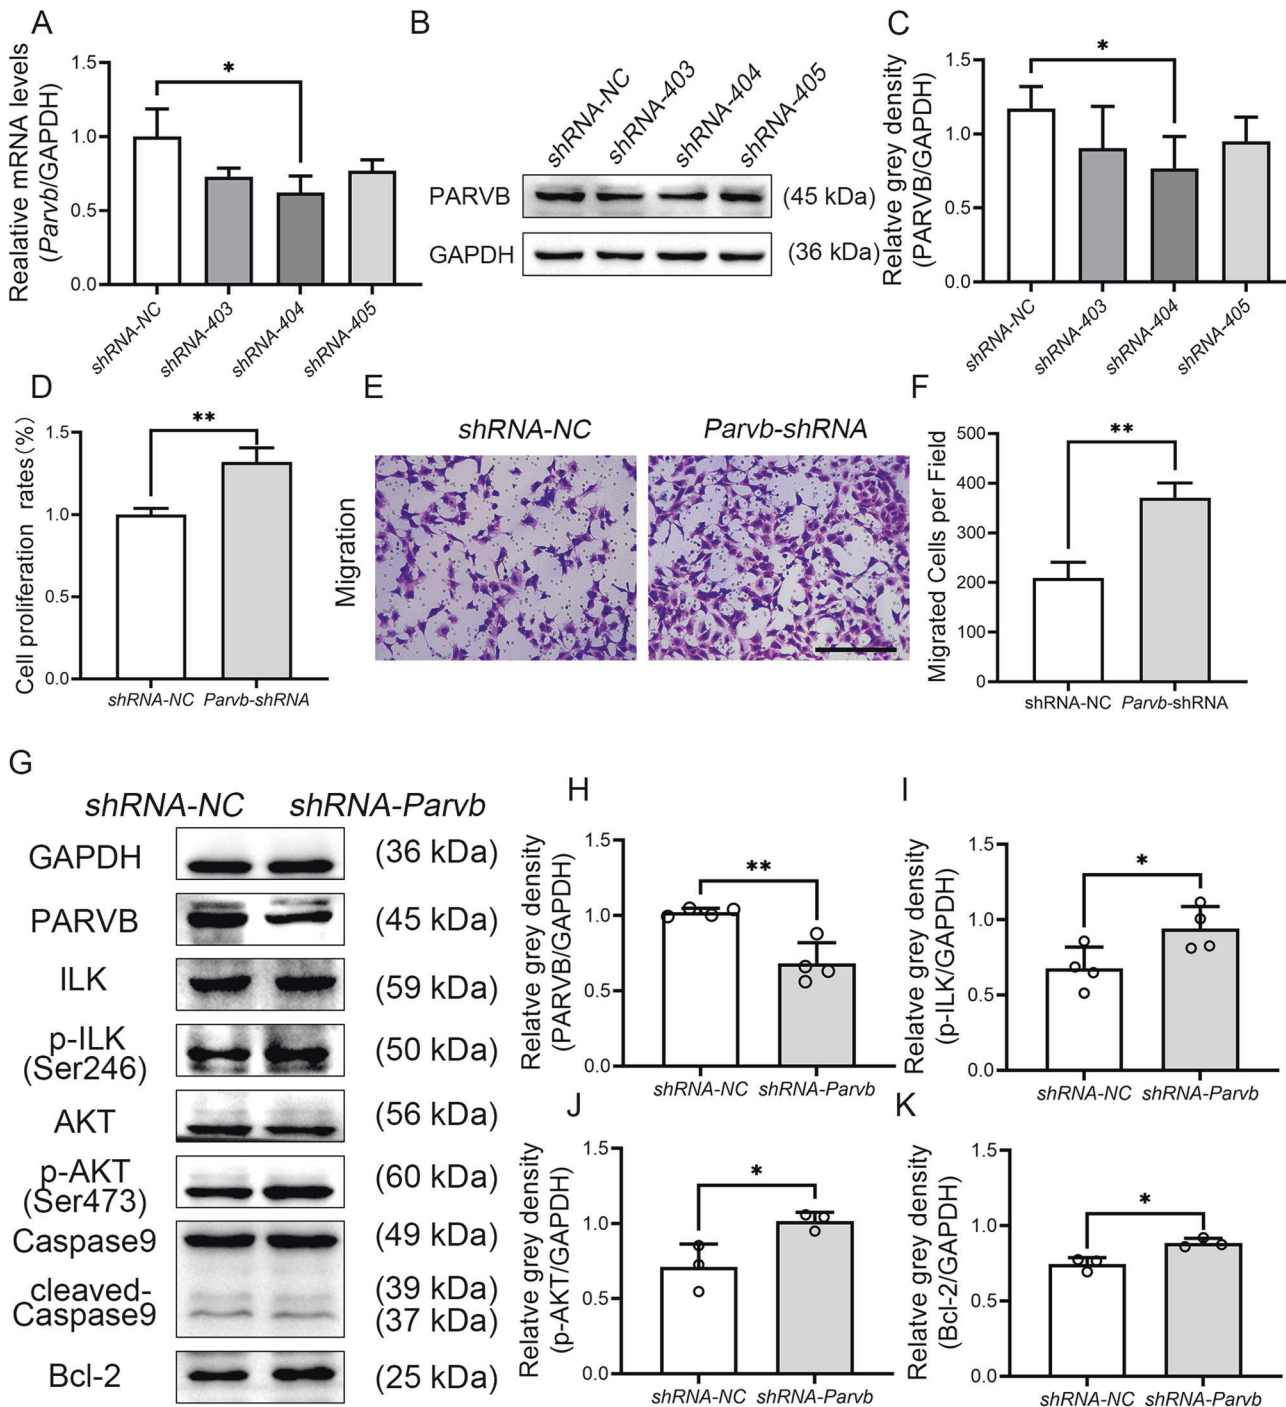 A
Realative mRNA levels
(Parvb/GAPDH)
1.5
1.0
0.5
0.0
*
shRNA-NC
shRNA-403
shRNA-404
shRNA-405
B
shRNA-NC
shRNA-403
shRNA-404
shRNA-405
PARVB
(45 kDa)
GAPDH
(36 kDa)
C
Relatve grey density
(PARVB/GAPDH)
1.5
1.0
0.5
0.0
*
shRNA-NC
shRNA-403
shRNA-404
shRNA-405
D
Cell proliferation rates(%)
1.5
1.0
0.5
0.0
**
shRNA-NC
Parvb-shRNA
E
shRNA-NC
Parvb-shRNA
Migration
F
Migrated Cells per Field
500
400
300
200
100
0
**
shRNA-NC
Parvb-shRNA
G
shRNA-NC
shRNA-Parvb
GAPDH
(36 kDa)
PARVB
(45 kDa)
ILK
(59 kDa)
p-ILK
(Ser246)
(50 kDa)
AKT
(56 kDa)
p-AKT
(Ser473)
(60 kDa)
Caspase9
(49 kDa)
cleaved-
Caspase9
(39 kDa)
(37 kDa)
Bcl-2
(25 kDa)
H
Relatve grey density
(PARVB/GAPDH)
1.5
1.0
0.5
0.0
**
shRNA-NC
shRNA-Parvb
I
Relatve grey density
(p-ILK/GAPDH)
1.5
1.0
0.5
0.0
*
shRNA-NC
shRNA-Parvb
J
Relatve grey density
(p-AKT/GAPDH)
1.5
1.0
0.5
0.0
*
shRNA-NC
shRNA-Parvb
K
Relatve grey density
(Bcl-2/GAPDH)
1.5
1.0
0.5
0.0
*
shRNA-NC
shRNA-Parvb